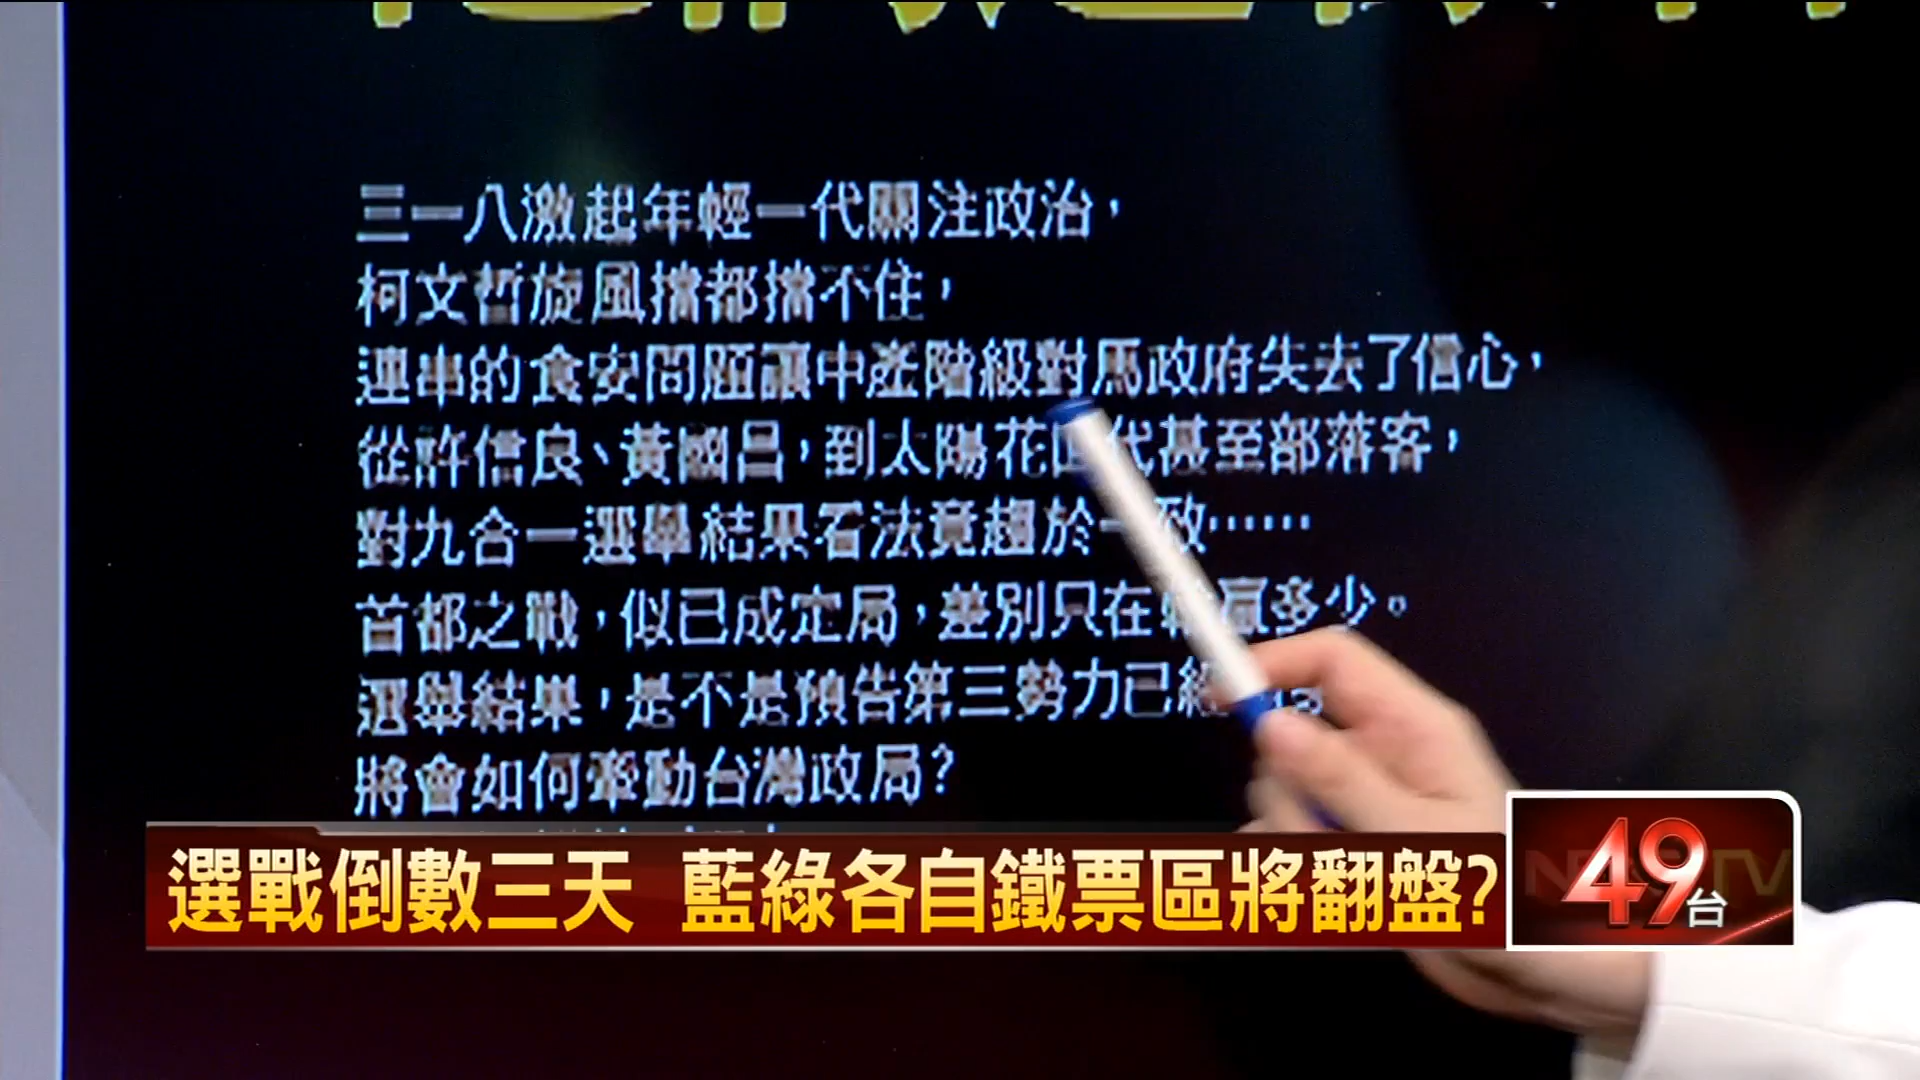 三一八激起年輕一代關注政治，
柯文哲旋風擋都擋不住，
連串的食安問題讓中產階級對馬政府失去了信心，
從許信良、黃國昌，到太陽花 代甚至部落客，
對九合一選舉結果看法竟趨於一致……
首都之戰，似已成定局，差別只在 贏多少。
選舉結果，是不是預告第三勢力已
將會如何牽動台灣政局？
選戰倒數三天 藍綠各自鐵票區將翻盤?
49台